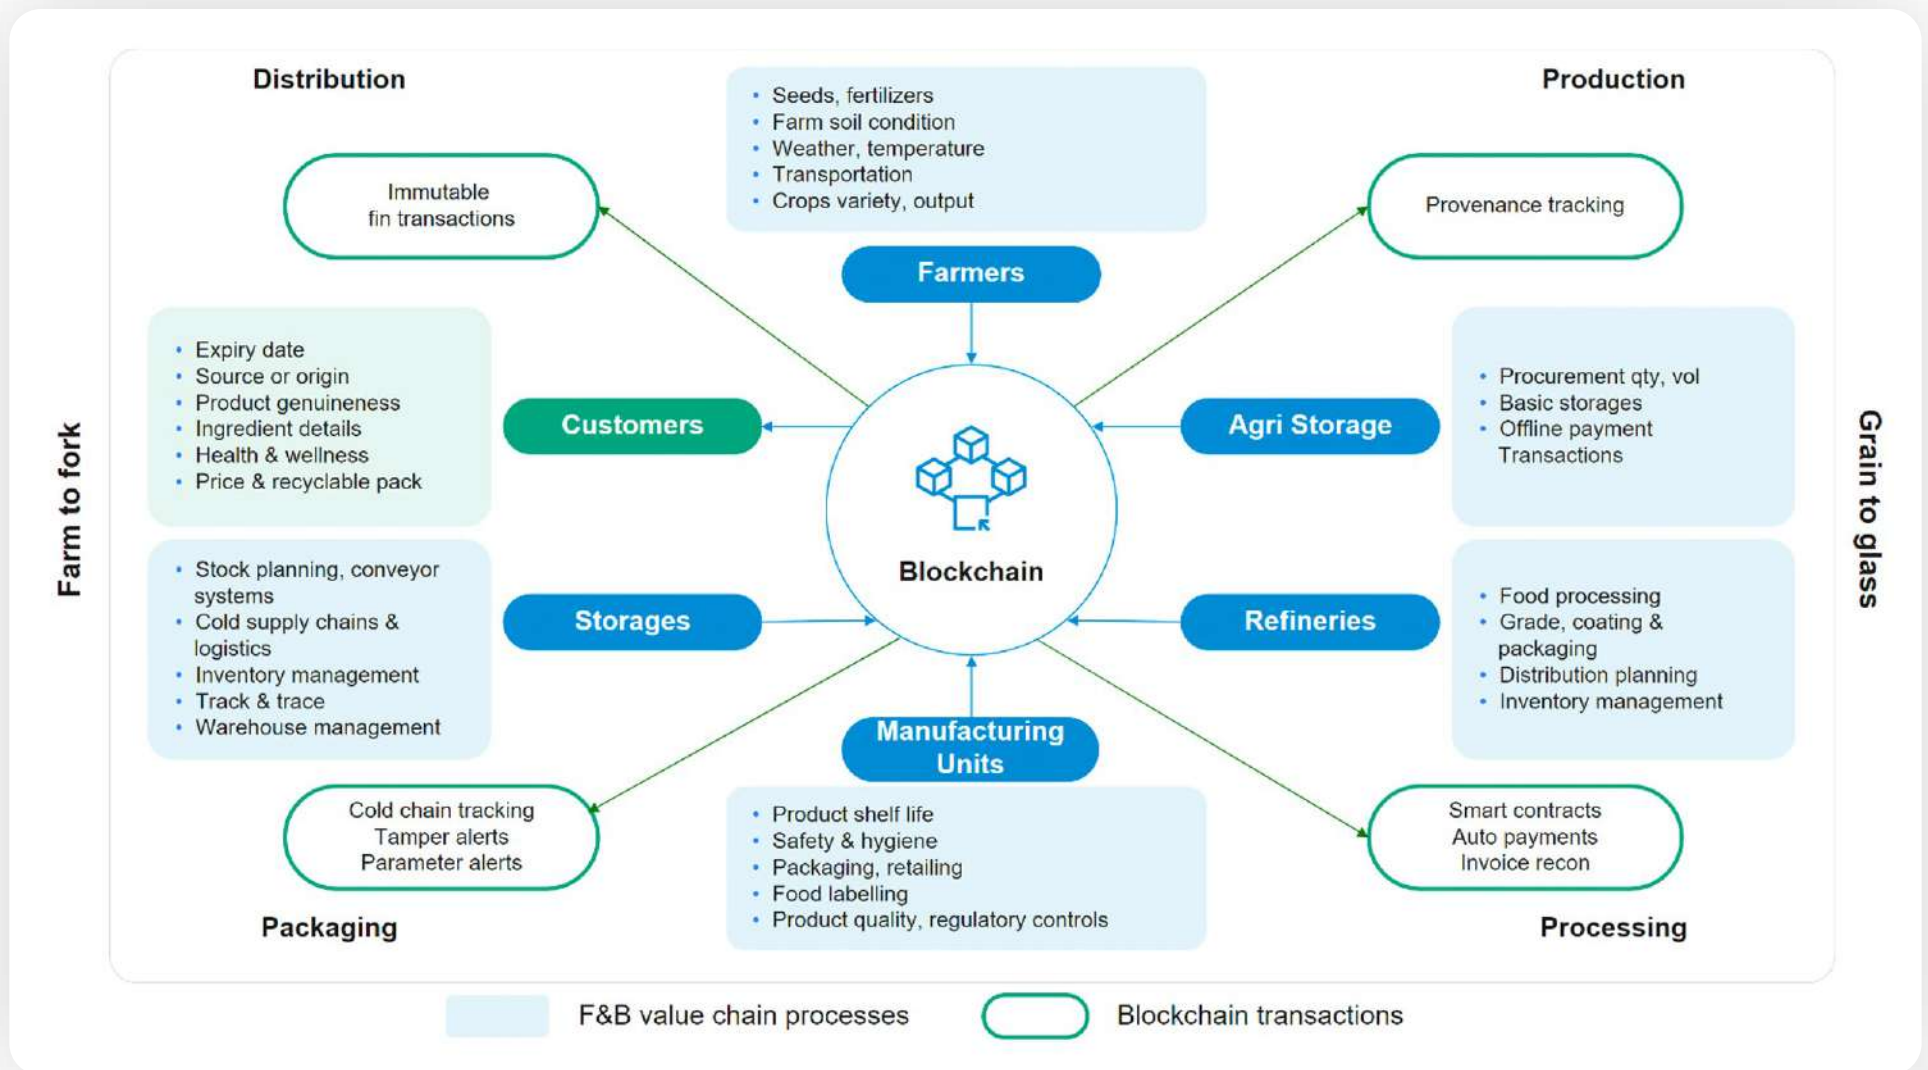 Distribution
Production
Seeds, fertilizers
Farm soil condition
Weather, temperature
Transportation
Crops variety, output
Immutable
fin transactions
Provenance tracking
Farmers
Expiry date
Source or origin
Product genuineness
Ingredient details
Health & wellness
Price & recyclable pack
Customers
Agri Storage
Procurement qty, vol
Basic storages
Offline payment
Transactions
Farm to fork
Grain to glass
Blockchain
Stock planning, conveyor
systems
Cold supply chains &
logistics
Inventory management
Track & trace
Warehouse management
Storages
Refineries
Food processing
Grade, coating &
packaging
Distribution planning
Inventory management
Manufacturing
Units
Cold chain tracking
Tamper alerts
Parameter alerts
Product shelf life
Safety & hygiene
Packaging, retailing
Food labelling
Product quality, regulatory controls
Smart contracts
Auto payments
Invoice recon
Packaging
Processing
F&B value chain processes
Blockchain transactions